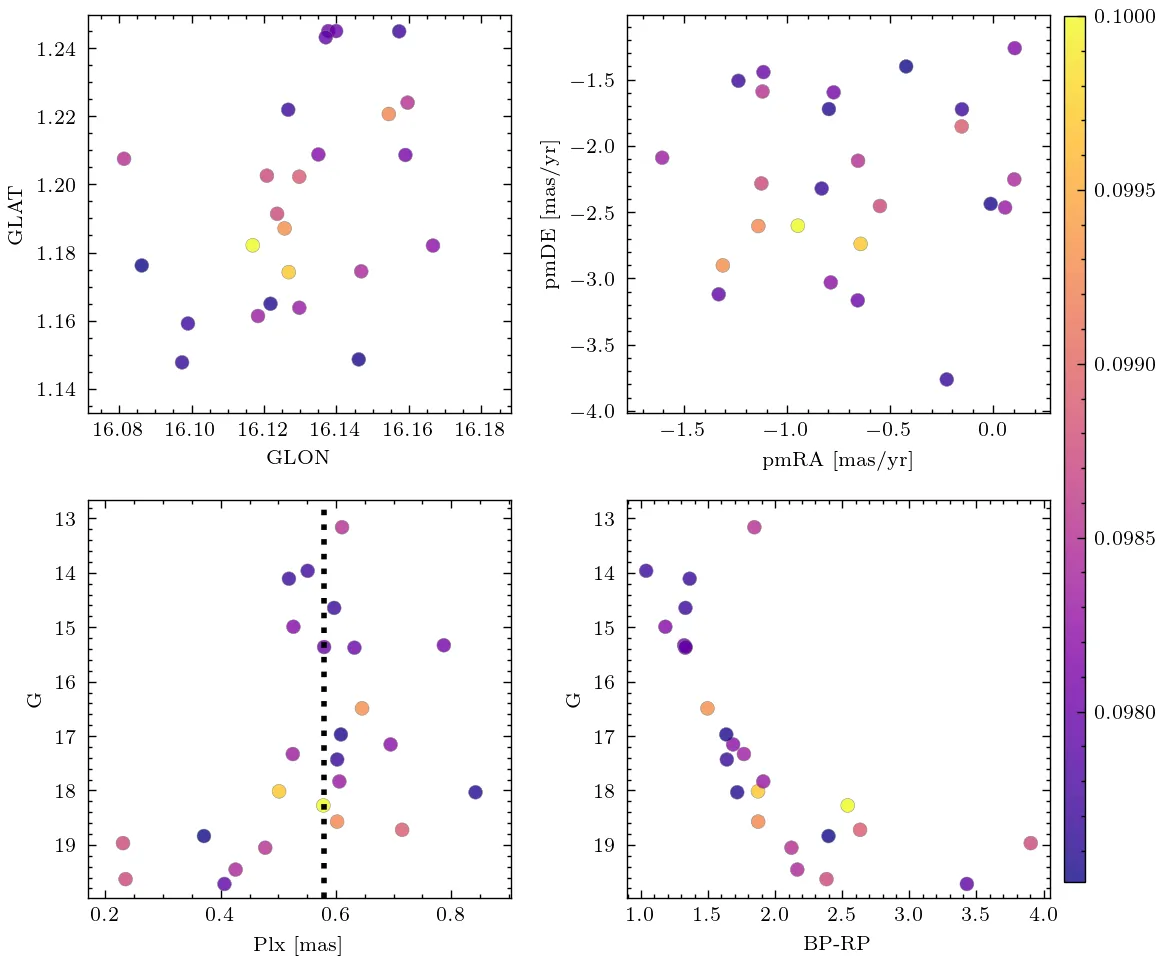 1.24
1.22
1.20
1.18
1.16
1.14
GLAT
16.08 16.10 16.12 16.14 16.16 16.18
GLON
−1.5
−2.0
−2.5
−3.0
−3.5
−4.0
pmDE [mas/yr]
−1.5 −1.0 −0.5 0.0
pmRA [mas/yr]
13
14
15
16
17
18
19
G
0.2 0.4 0.6 0.8
Plx [mas]
13
14
15
16
17
18
19
G
1.0 1.5 2.0 2.5 3.0 3.5 4.0
BP-RP
0.1000
0.0995
0.0990
0.0985
0.0980